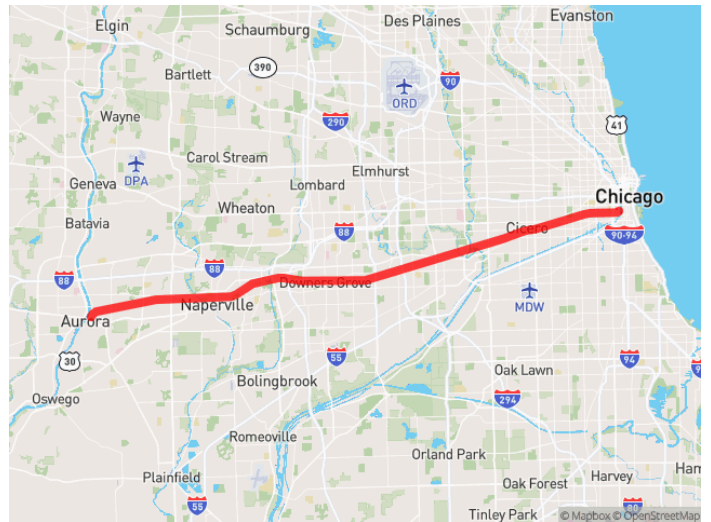 Evanston
Elgin
Des Plaines
Schaumburg
390
Bartlett
90
ORD
Wayne
290
41
Carol Stream
DPA
Elmhurst
Geneva
Lombard
Chicago
Wheaton
Batavia
Cicero
88
90-94
88
88
Downers Grove
Naperville
MDW
Aurora
30
55
94
Bolingbrook
Oak Lawn
Oswego
294
Romeoville
Orland Park
Plainfield
Harvey
Ham
Oak Forest
55
80
Tinley Park
© Mapbox © OpenStreetMap